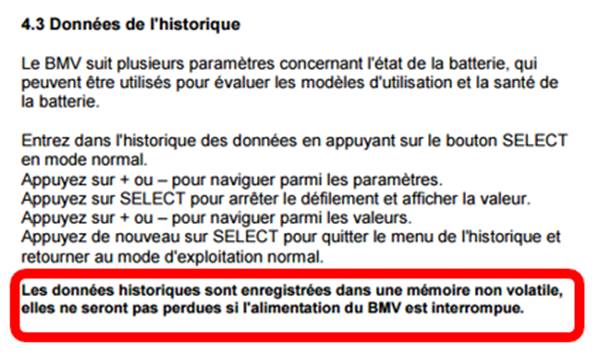 4.3 Données de l'historique
Le BMV suit plusieurs paramètres concernant l'état de la batterie, qui
peuvent être utilisés pour évaluer les modèles d'utilisation et la santé de
la batterie.
Entrez dans l'historique des données en appuyant sur le bouton SELECT
en mode normal.
Appuyez sur + ou – pour naviguer parmi les paramètres.
Appuyez sur SELECT pour arrêter le défilement et afficher la valeur.
Appuyez sur + ou – pour naviguer parmi les valeurs.
Appuyez de nouveau sur SELECT pour quitter le menu de l'historique et
retourner au mode d'exploitation normal.
Les données historiques sont enregistrées dans une mémoire non volatile,
elles ne seront pas perdues si l'alimentation du BMV est interrompue.